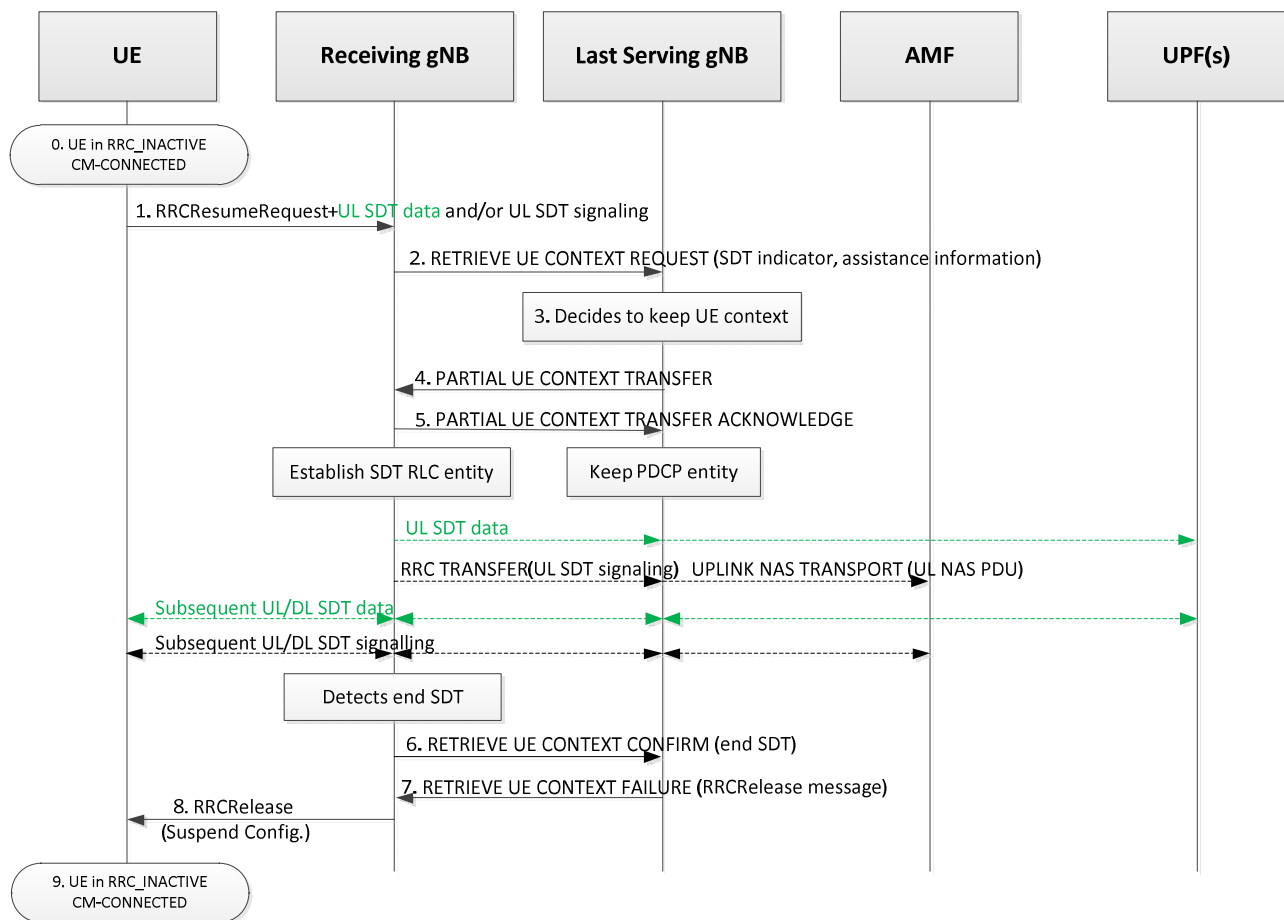 UE
Receiving gNB
Last Serving gNB
AMF
UPF(s)
0. UE in RRC_INACTIVE
CM-CONNECTED
1. RRCResumeRequest+UL SDT data and/or UL SDT signaling
2. RETRIEVE UE CONTEXT REQUEST (SDT indicator, assistance information)
3. Decides to keep UE context
4. PARTIAL UE CONTEXT TRANSFER
5. PARTIAL UE CONTEXT TRANSFER ACKNOWLEDGE
Establish SDT RLC entity
Keep PDCP entity
UL SDT data
RRC TRANSFER(UL SDT signaling)
UPLINK NAS TRANSPORT (UL NAS PDU)
Subsequent UL/DL SDT data
Subsequent UL/DL SDT signalling
Detects end SDT
6. RETRIEVE UE CONTEXT CONFIRM (end SDT)
7. RETRIEVE UE CONTEXT FAILURE (RRCRelease message)
8. RRCRelease
(Suspend Config.)
9. UE in RRC_INACTIVE
CM-CONNECTED